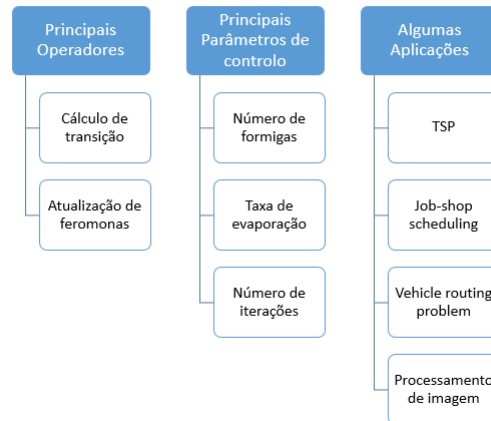 Principais
Operadores
Cálculo de
transição
Atualização de
feromonas
Principais
Parâmetros de
controlo
Número de
formigas
Taxa de
evaporação
Número de
iterações
Algumas
Aplicações
TSP
Job-shop
scheduling
Vehicle routing
problem
Processamento
de imagem